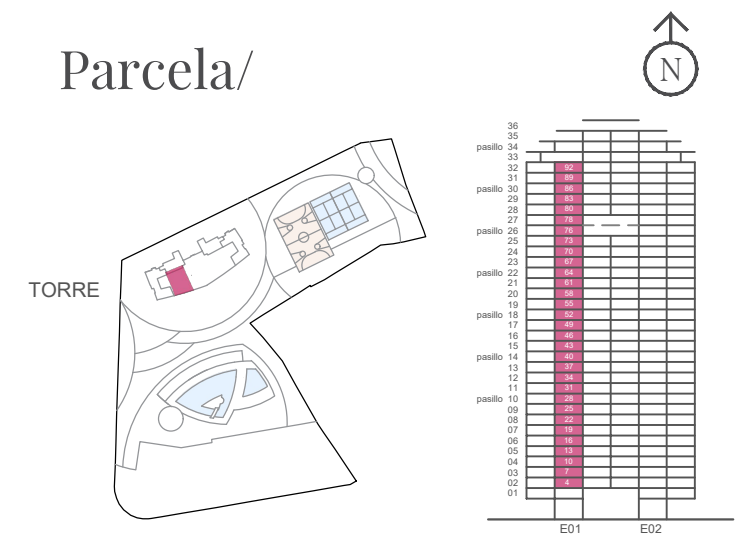 N
Parcela/
TORRE
36
35
pasillo 34
33
32 92
31 89
pasillo 30 86
29 83
28 80
27 78
pasillo 26 76
25 73
24 70
23 67
pasillo 22 64
21 61
20 58
19 55
pasillo 18 52
17 49
16 46
15 43
pasillo 14 40
13 37
12 34
11 31
pasillo 10 28
09 25
08 22
07 19
06 16
05 13
04 10
03 7
02 4
01
E01 E02